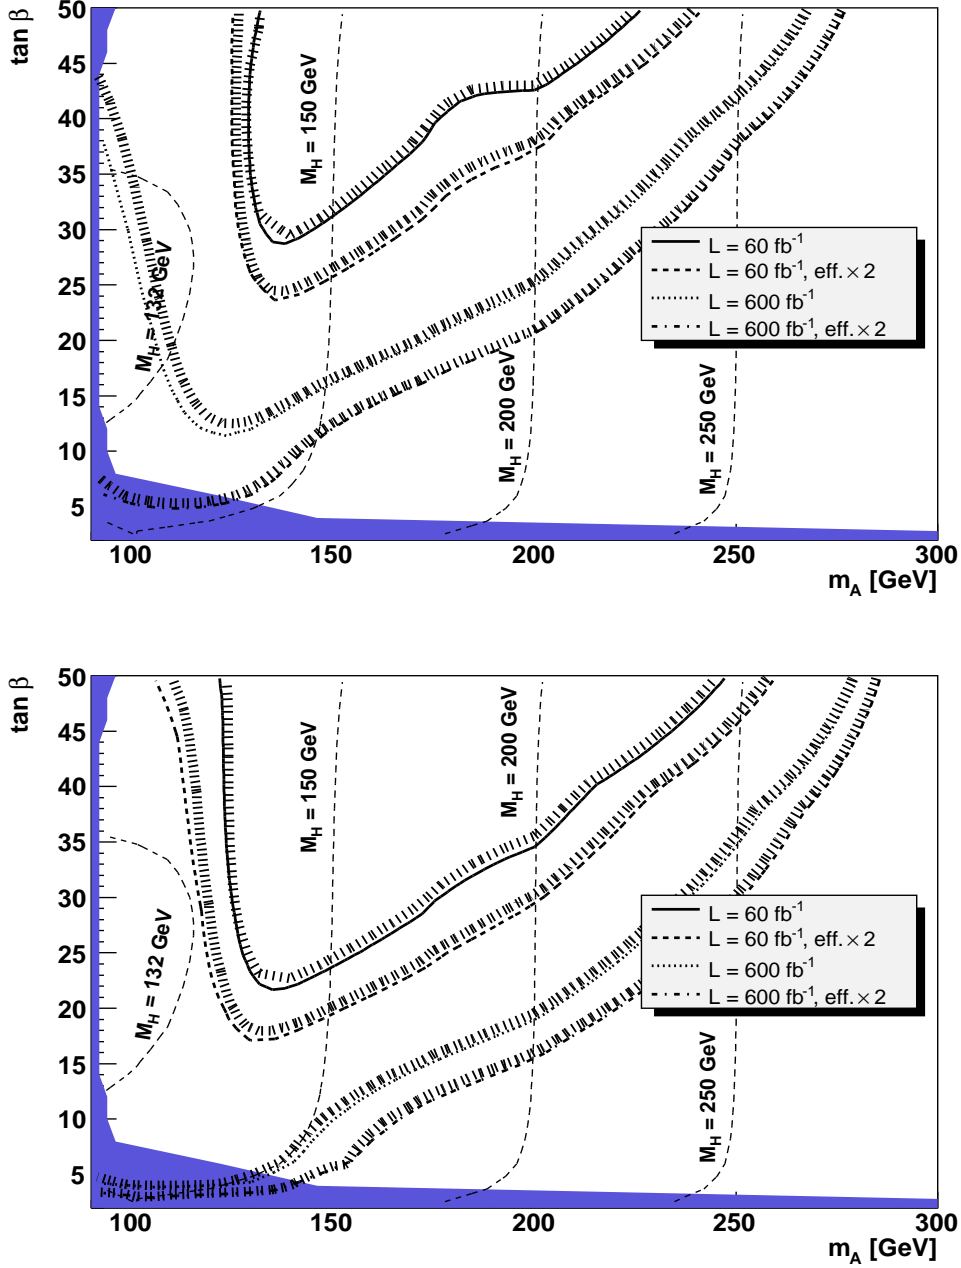 tan β
50
45
40
35
30
25
20
15
10
5
M_H = 132 GeV
M_H = 150 GeV
M_H = 200 GeV
M_H = 250 GeV
L = 60 fb⁻¹
L = 60 fb⁻¹, eff. × 2
L = 600 fb⁻¹
L = 600 fb⁻¹, eff. × 2
100 150 200 250 300
m_A [GeV]
tan β
50
45
40
35
30
25
20
15
10
5
M_H = 132 GeV
M_H = 150 GeV
M_H = 200 GeV
M_H = 250 GeV
L = 60 fb⁻¹
L = 60 fb⁻¹, eff. × 2
L = 600 fb⁻¹
L = 600 fb⁻¹, eff. × 2
100 150 200 250 300
m_A [GeV]